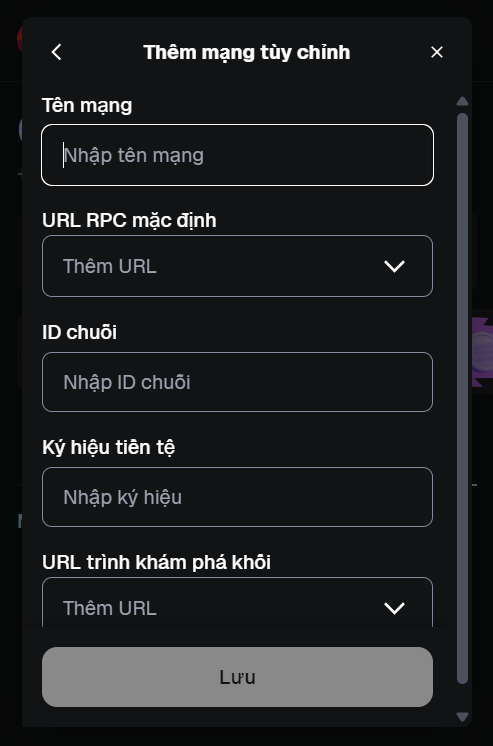 Thêm mạng tùy chỉnh
Tên mạng
Nhập tên mạng
URL RPC mặc định
Thêm URL
ID chuỗi
Nhập ID chuỗi
Ký hiệu tiền tệ
Nhập ký hiệu
URL trình khám phá khối
Thêm URL
Lưu